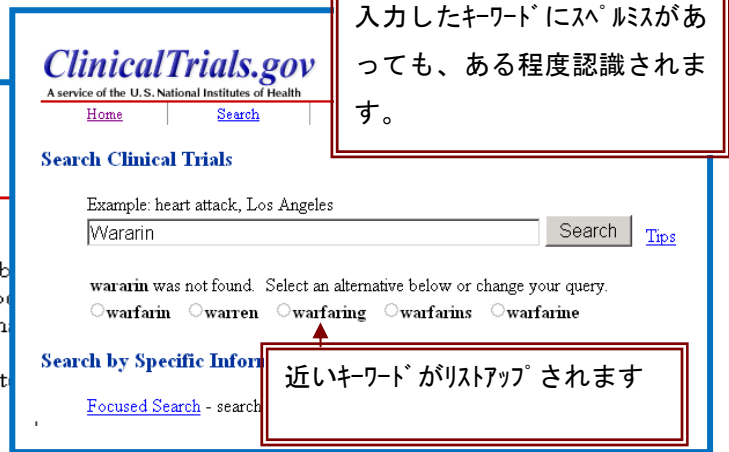 入力したｷｰﾜｰﾄﾞにｽﾍﾟﾙﾐｽがあ
っても、ある程度認識されま
す。
ClinicalTrials.gov
A service of the U.S. National Institutes of Health
Home Search
Search Clinical Trials
Example: heart attack, Los Angeles
Wararin Search Tips
wararin was not found. Select an alternative below or change your query.
warfarin warren warfaring warfarins warfarine
Search by Specific Infor
近いｷｰﾜｰﾄﾞがﾘｽﾄｱｯﾌﾟされます
Focused Search - search